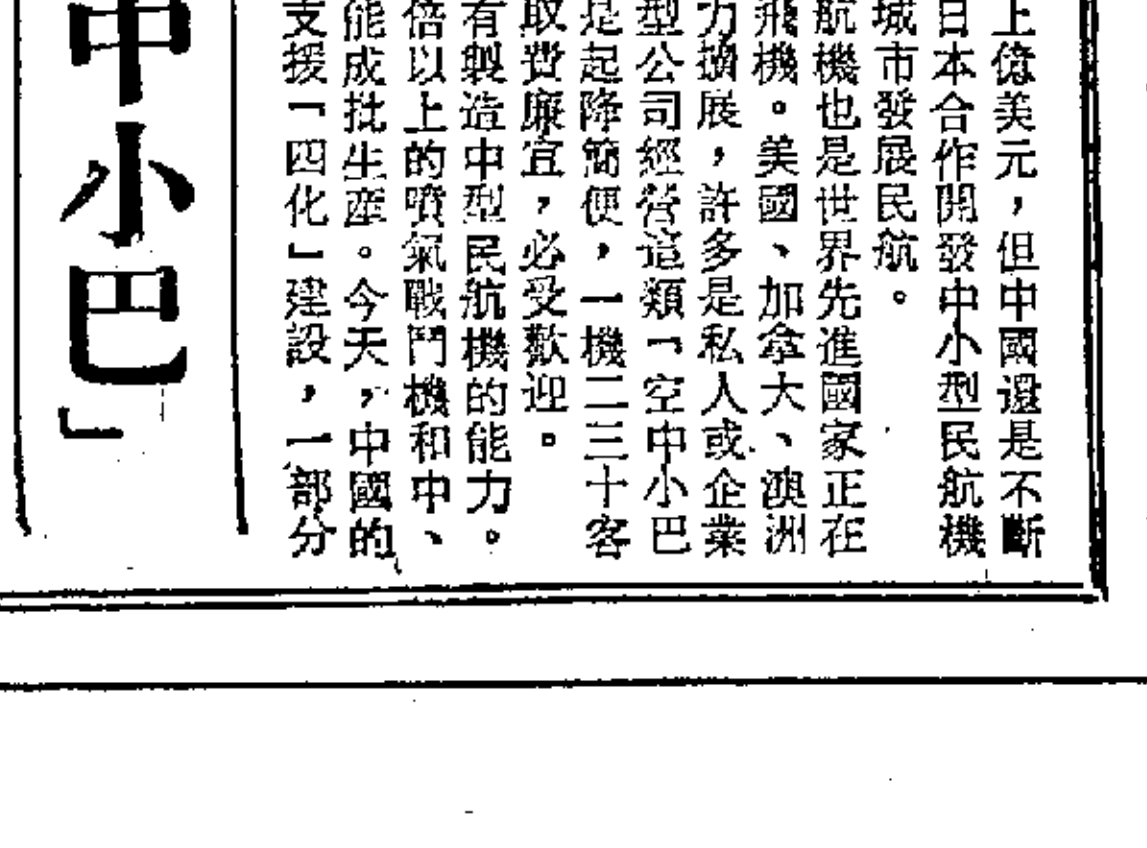 上億美元，但中國還是不斷
日本合作開發中小型民航機
城市發展民航。
航機也是世界先進國家正在
飛機。美國、加拿大、澳洲
力擴展，許多是私人或企業
型公司經營這類「空中小巴
是起降簡便，一機二三十客
取費廉宜，必受歡迎。
有製造中型民航機的能力。
倍以上的噴氣戰鬥機和中、
能成批生產。今天，中國的
支援「四化」建設，一部分
中小巴」